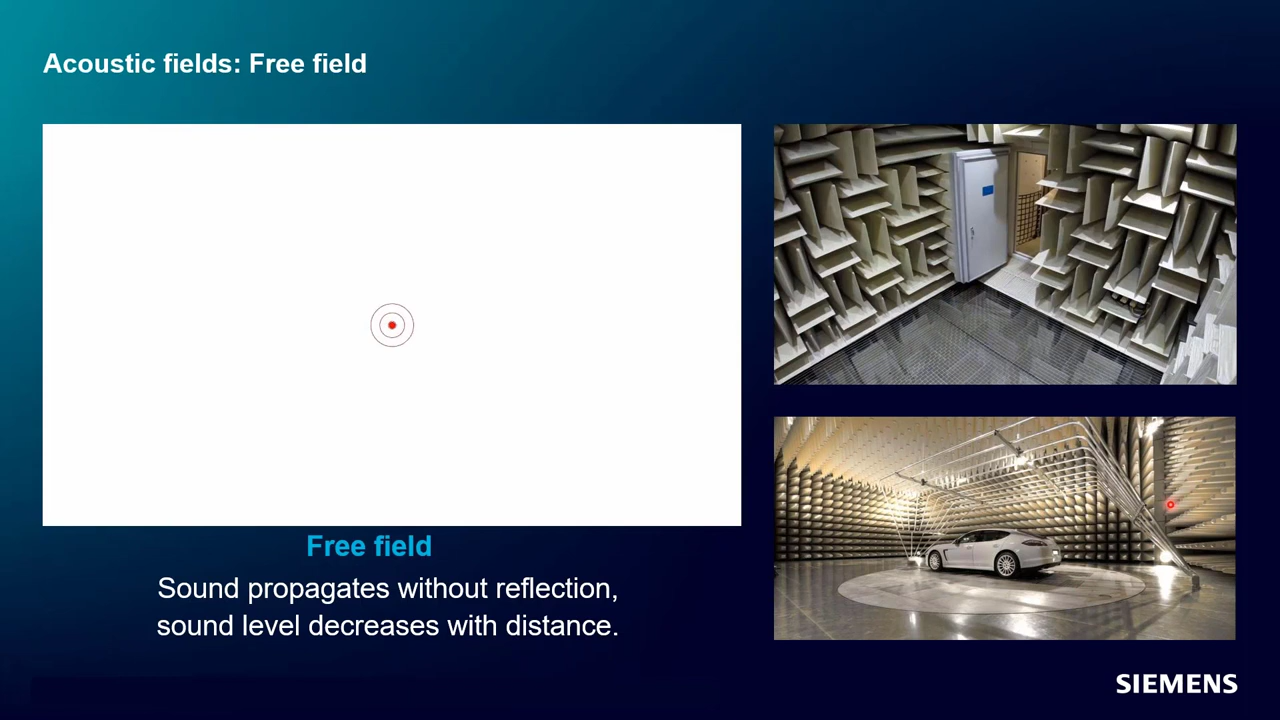 Acoustic fields: Free field
Free field
Sound propagates without reflection,
sound level decreases with distance.
SIEMENS